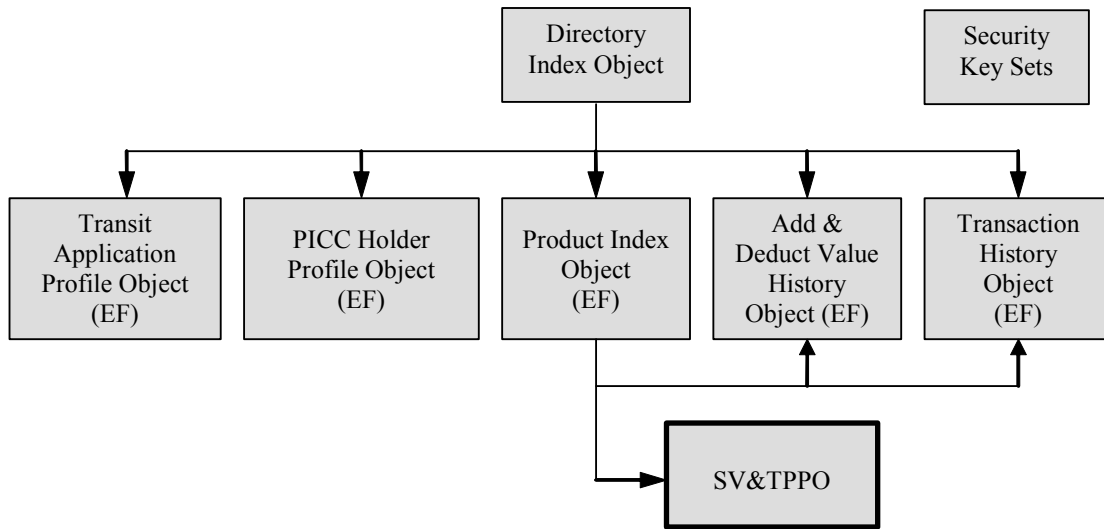 Directory
Index Object
Security
Key Sets
Transit
Application
Profile Object
(EF)
PICC Holder
Profile Object
(EF)
Product Index
Object
(EF)
Add &
Deduct Value
History
Object (EF)
Transaction
History
Object
(EF)
SV&TPPO